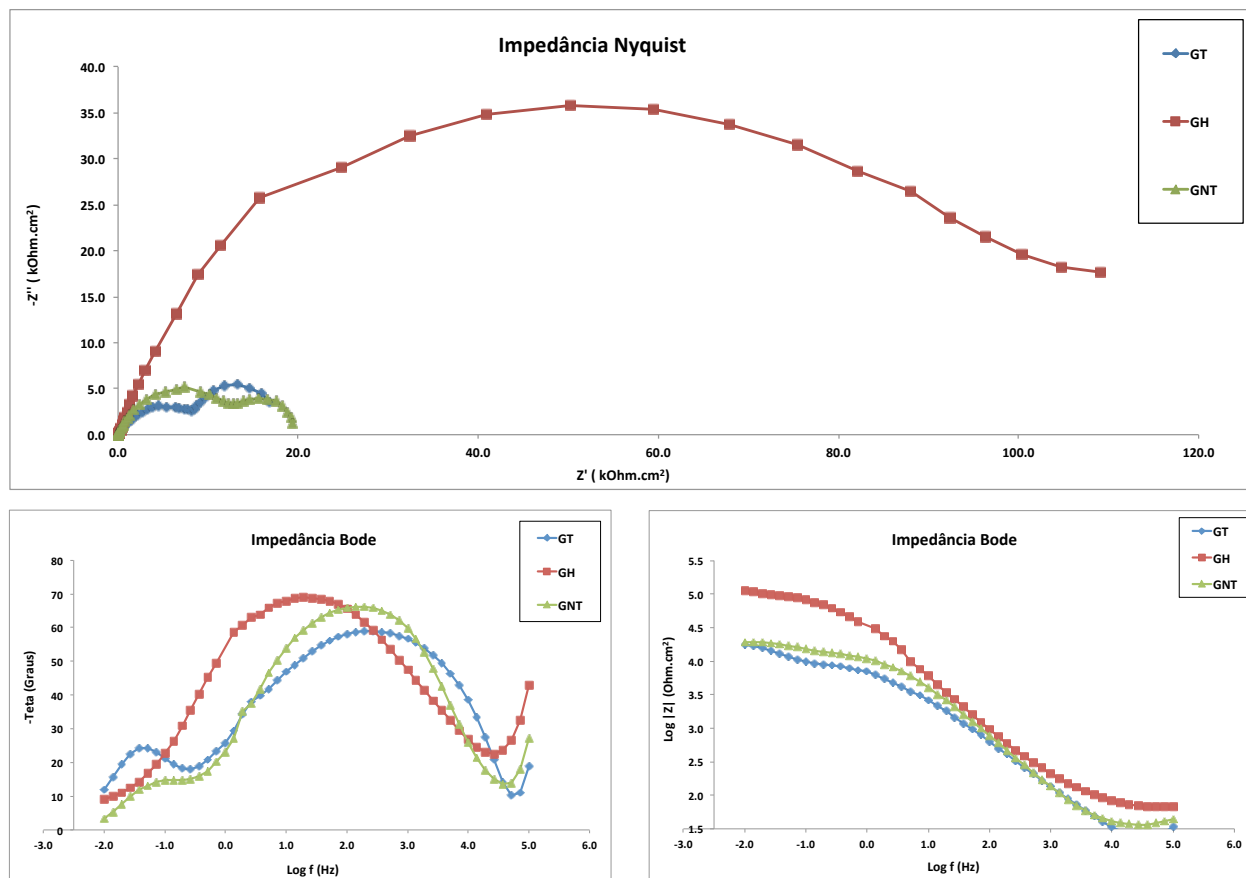 Impedância Nyquist
GT
GH
GNT
40.0
35.0
30.0
25.0
20.0
15.0
10.0
5.0
0.0
-Z'' ( kOhm.cm²)
0.0 20.0 40.0 60.0 80.0 100.0 120.0
Z' ( kOhm.cm²)
Impedância Bode
GT
GH
GNT
80
70
60
50
40
30
20
10
0
-Teta (Graus)
-3.0 -2.0 -1.0 0.0 1.0 2.0 3.0 4.0 5.0 6.0
Log f (Hz)
Impedância Bode
GT
GH
GNT
5.5
5.0
4.5
4.0
3.5
3.0
2.5
2.0
1.5
Log |Z| (Ohm.cm²)
-3.0 -2.0 -1.0 0.0 1.0 2.0 3.0 4.0 5.0 6.0
Log f (Hz)